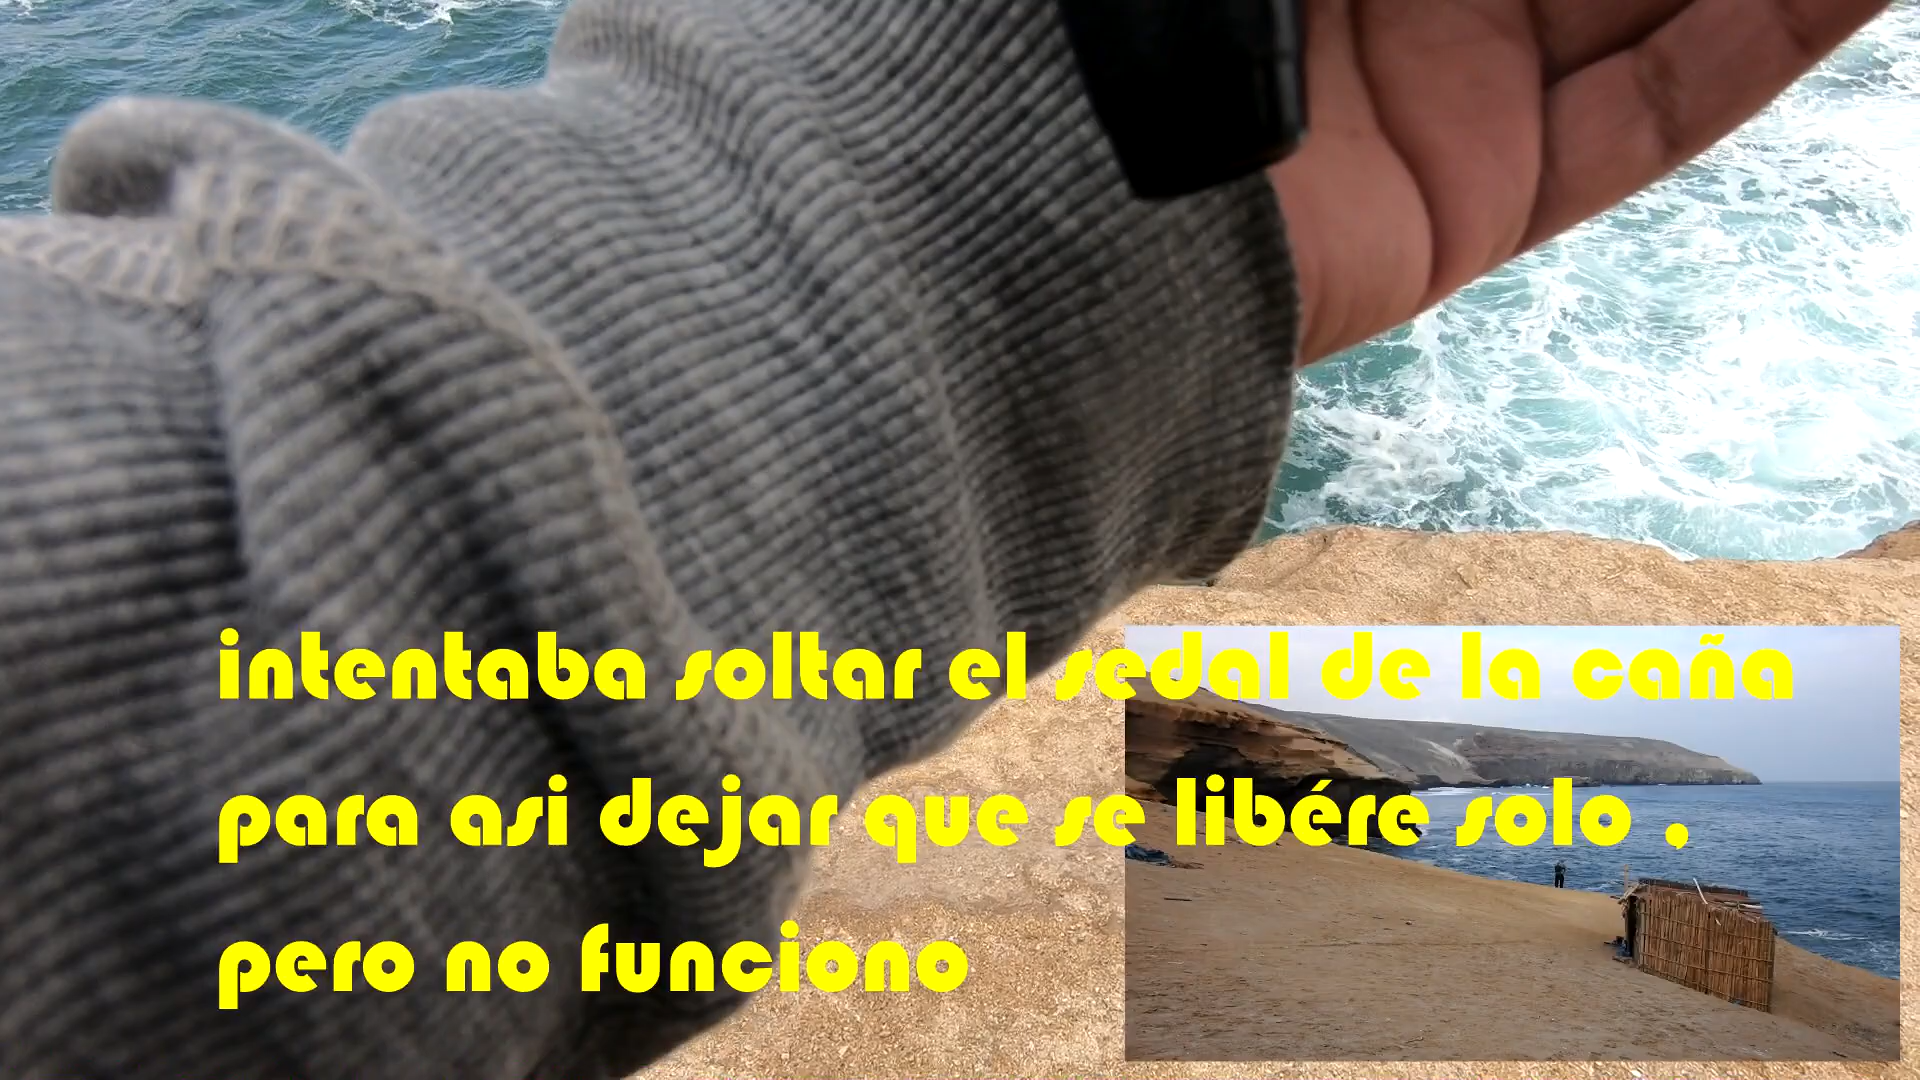 intentaba soltar el sedal de la caña
para asi dejar que se libére solo ,
pero no funciono